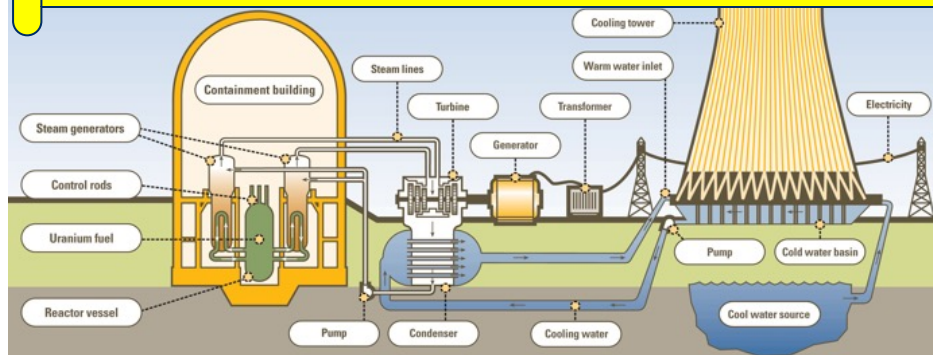 Cooling tower
Steam lines
Warm water inlet
Containment building
Turbine
Transformer
Electricity
Steam generators
Generator
Control rods
Uranium fuel
Pump
Cold water basin
Reactor vessel
Pump
Condenser
Cooling water
Cool water source